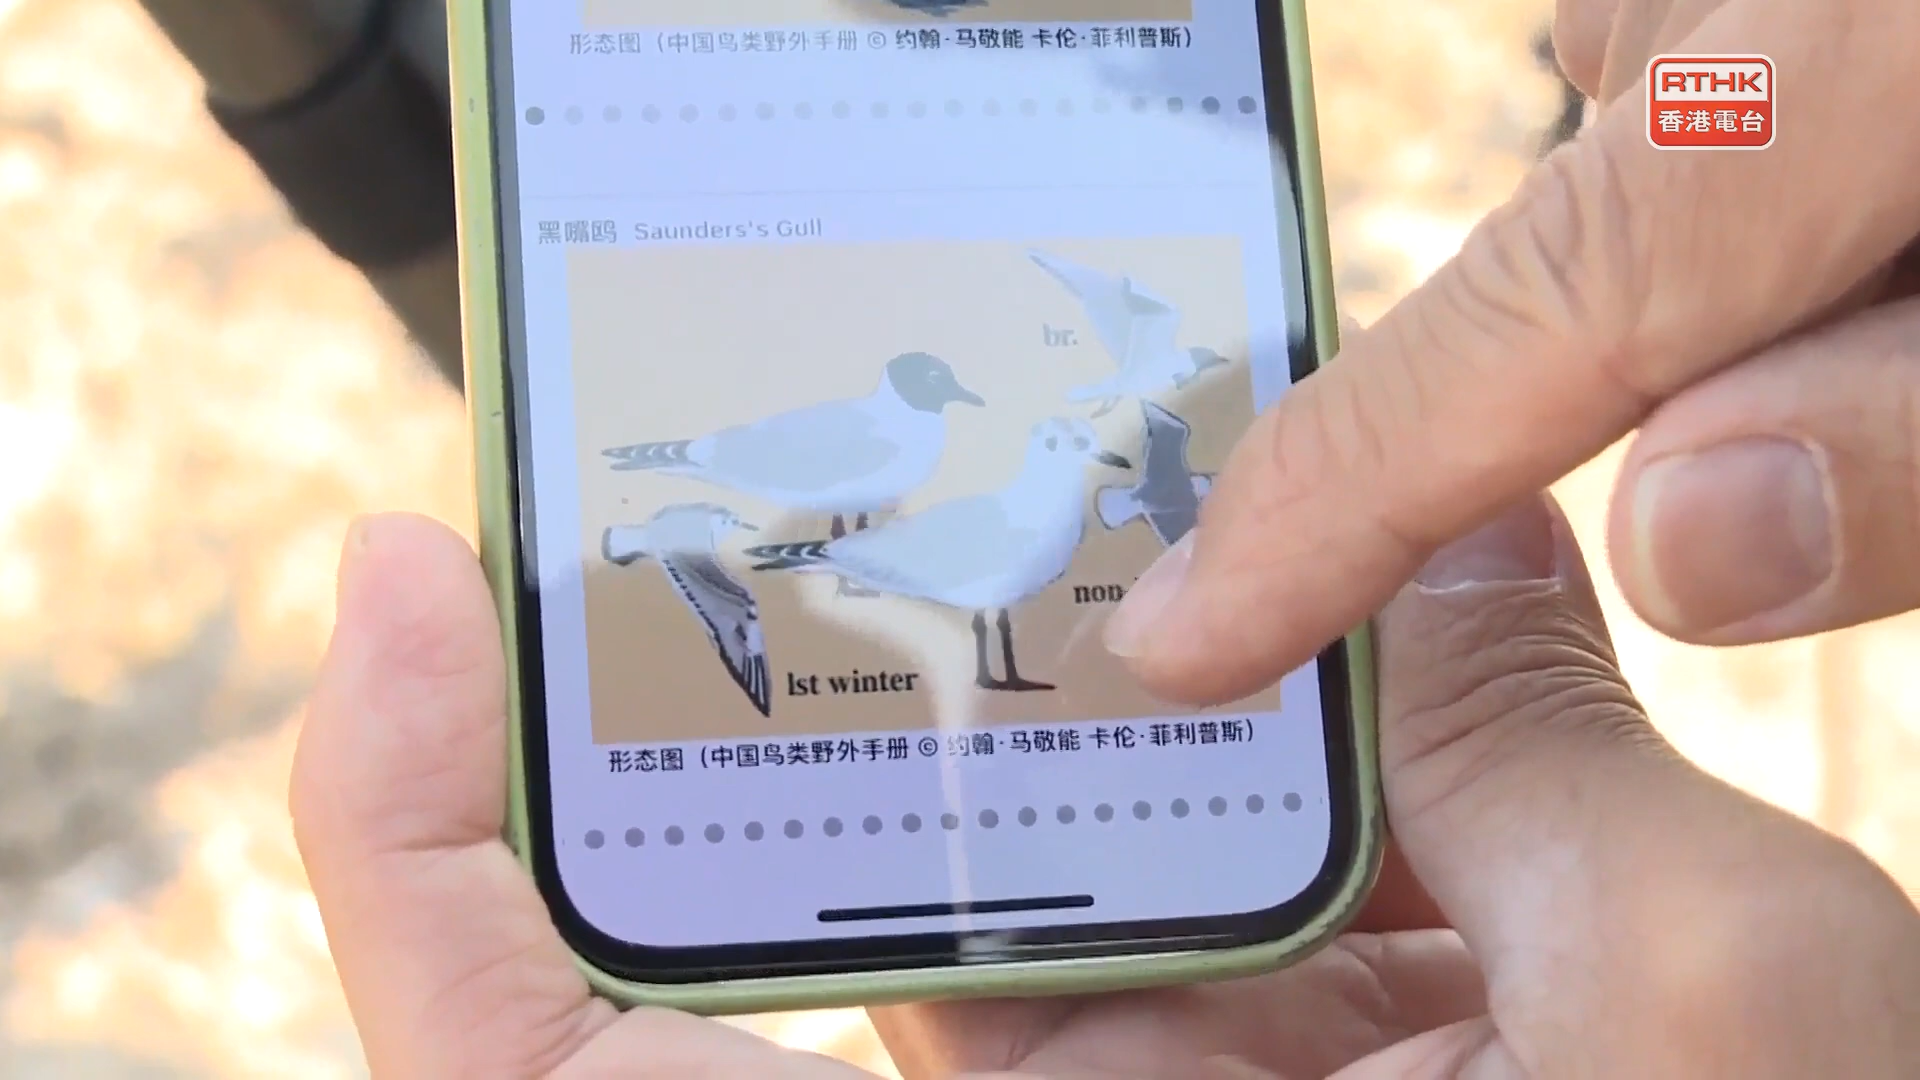 形态图（中国鸟类野外手册 © 约翰·马敬能 卡伦·菲利普斯）
RTHK
香港電台
黑嘴鸥 Saunders's Gull
br.
non-
1st winter
形态图（中国鸟类野外手册 © 约翰·马敬能 卡伦·菲利普斯）